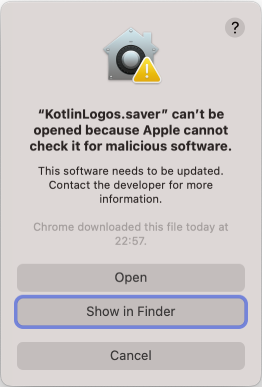 ?
“KotlinLogos.saver” can’t be
opened because Apple cannot
check it for malicious software.
This software needs to be updated.
Contact the developer for more
information.
Chrome downloaded this file today at
22:57.
Open
Show in Finder
Cancel